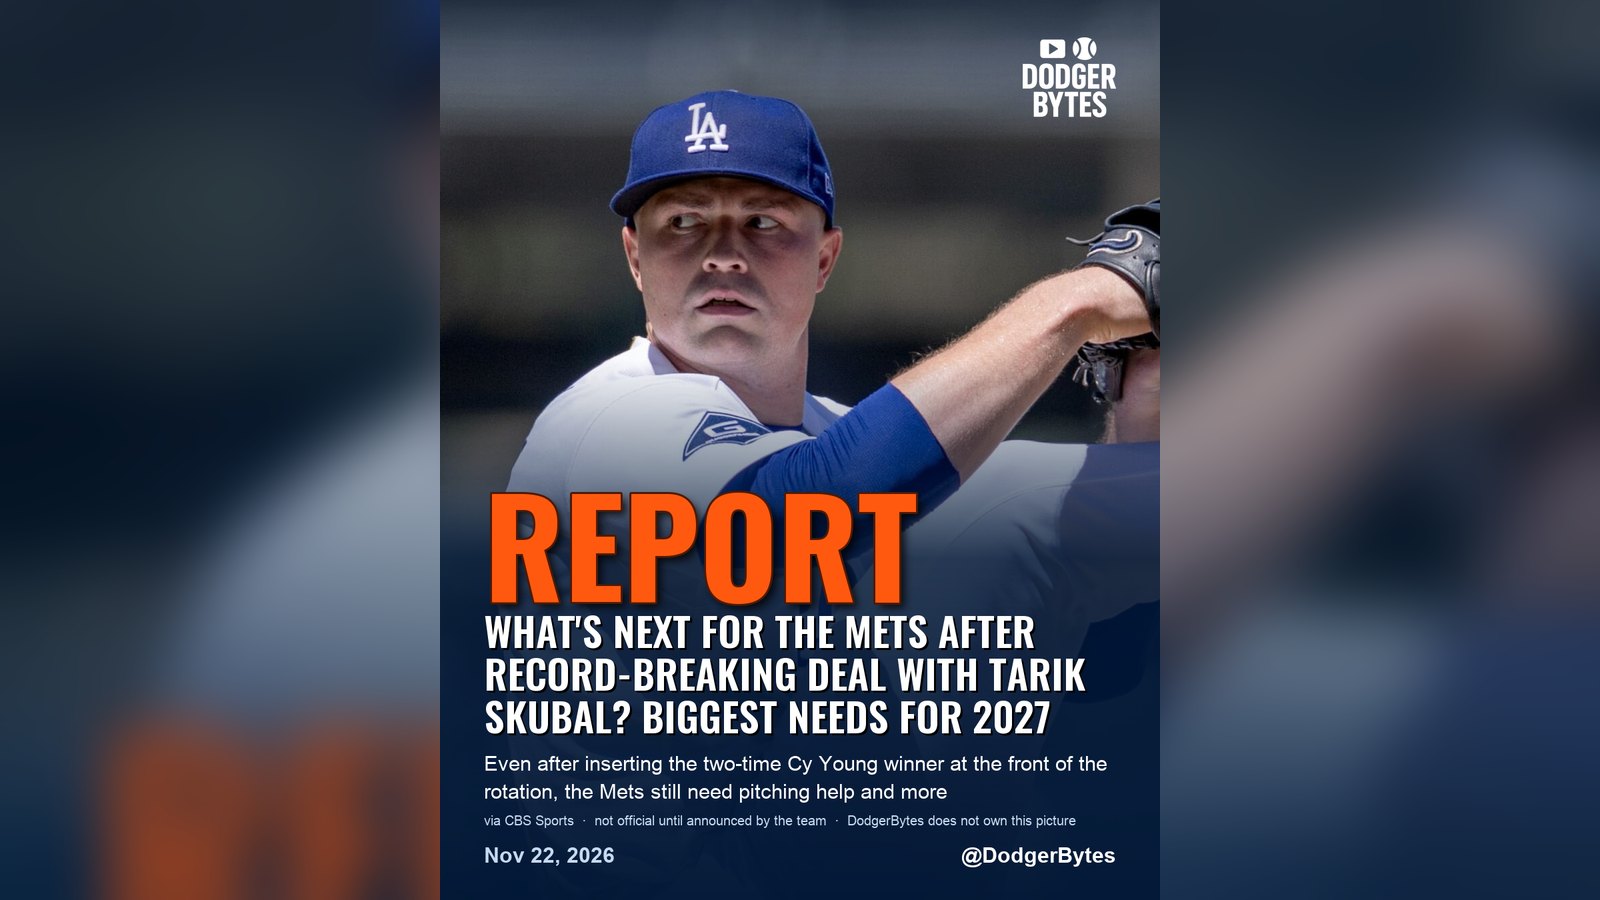 LA
DODGER
BYTES
G
REPORT
WHAT'S NEXT FOR THE METS AFTER
RECORD-BREAKING DEAL WITH TARIK
SKUBAL? BIGGEST NEEDS FOR 2027
Even after inserting the two-time Cy Young winner at the front of the
rotation, the Mets still need pitching help and more
via CBS Sports · not official until announced by the team · DodgerBytes does not own this picture
Nov 22, 2026
@DodgerBytes